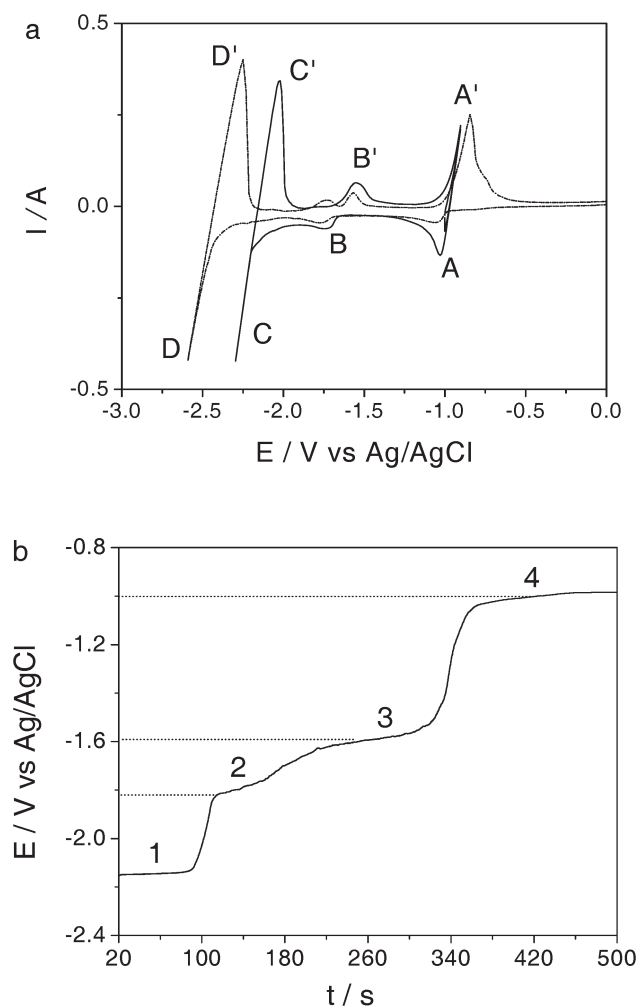 a
0.5
0.0
-0.5
I / A
D'
C'
B'
A'
B
A
D
C
-3.0 -2.5 -2.0 -1.5 -1.0 -0.5 0.0
E / V vs Ag/AgCl
b
-0.8
-1.2
-1.6
-2.0
-2.4
E / V vs Ag/AgCl
4
3
2
1
20 100 180 260 340 420 500
t / s